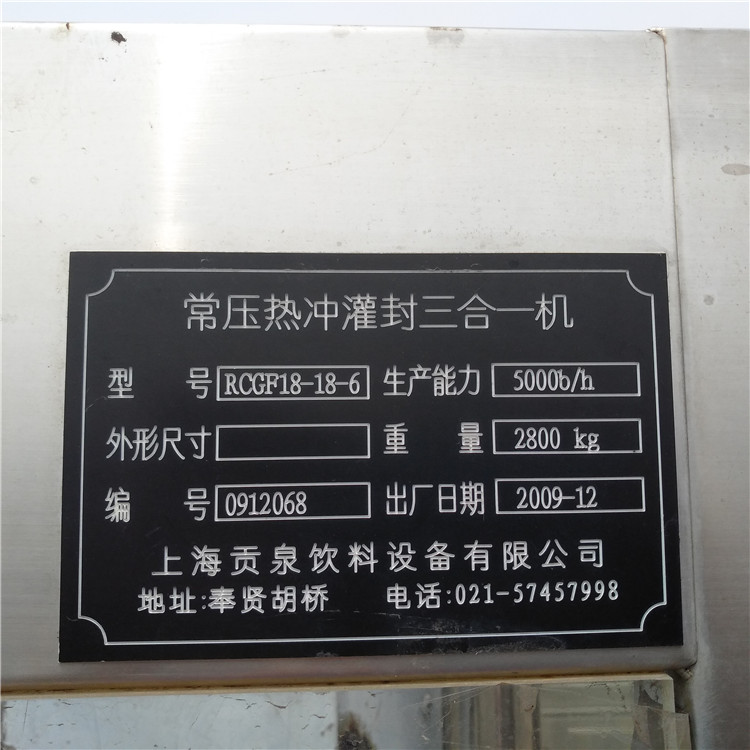 常压热冲灌封三合一机
型 号 RCGF18-18-6 生产能力 5000b/h
外形尺寸 重 量 2800 kg
编 号 0912068 出厂日期 2009-12
上海贡泉饮料设备有限公司
地址:奉贤胡桥 电话:021-57457998